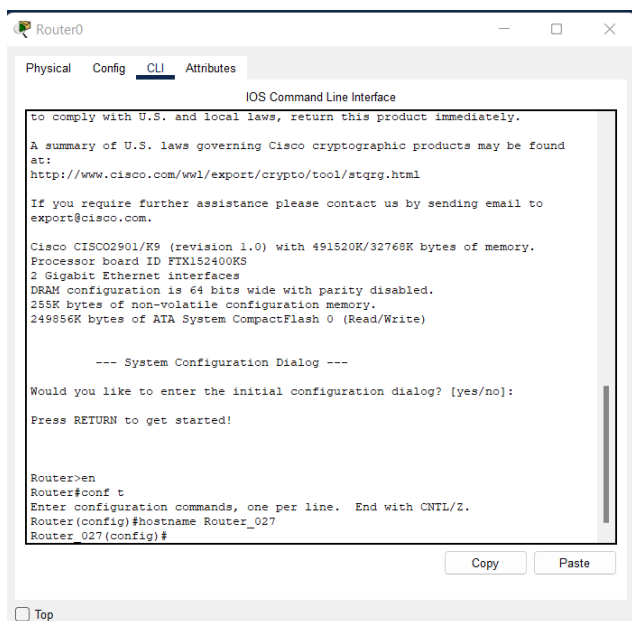 Router0
Physical Config CLI Attributes
IOS Command Line Interface
to comply with U.S. and local laws, return this product immediately.
A summary of U.S. laws governing Cisco cryptographic products may be found
at:
http://www.cisco.com/wwl/export/crypto/tool/stqrg.html
If you require further assistance please contact us by sending email to
export@cisco.com.
Cisco CISCO2901/K9 (revision 1.0) with 491520K/32768K bytes of memory.
Processor board ID FTX152400KS
2 Gigabit Ethernet interfaces
DRAM configuration is 64 bits wide with parity disabled.
255K bytes of non-volatile configuration memory.
249856K bytes of ATA System CompactFlash 0 (Read/Write)
--- System Configuration Dialog ---
Would you like to enter the initial configuration dialog? [yes/no]:
Press RETURN to get started!
Router>en
Router#conf t
Enter configuration commands, one per line.  End with CNTL/Z.
Router(config)#hostname Router_027
Router_027(config)#
Copy Paste
Top